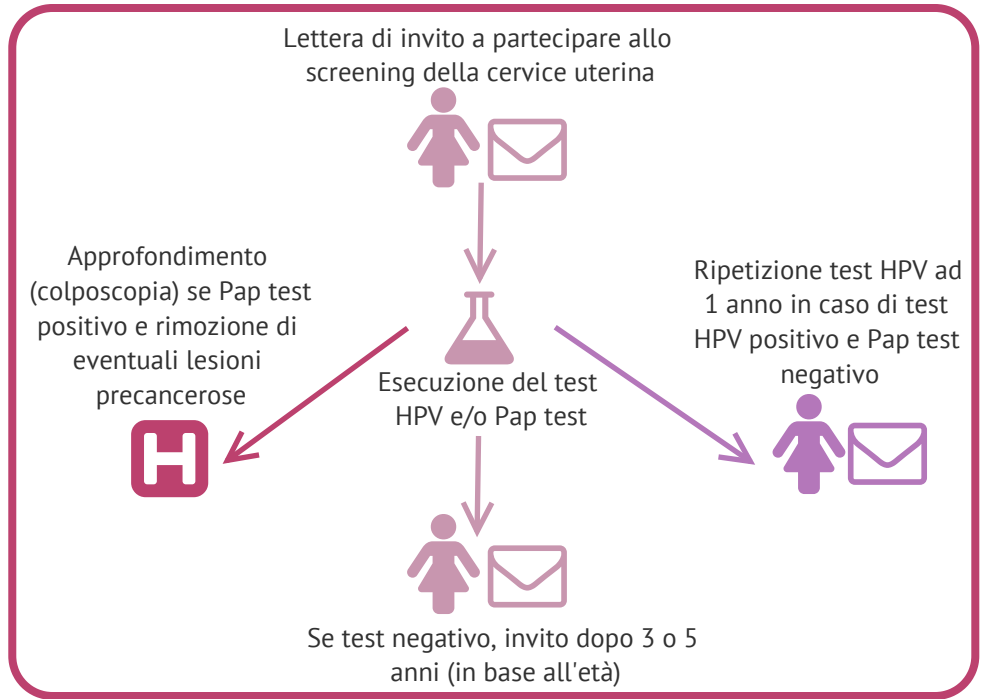 Lettera di invito a partecipare allo
screening della cervice uterina
Approfondimento
(colposcopia) se Pap test
positivo e rimozione di
eventuali lesioni
precancerose
H
Esecuzione del test
HPV e/o Pap test
Ripetizione test HPV ad
1 anno in caso di test
HPV positivo e Pap test
negativo
Se test negativo, invito dopo 3 o 5
anni (in base all'età)